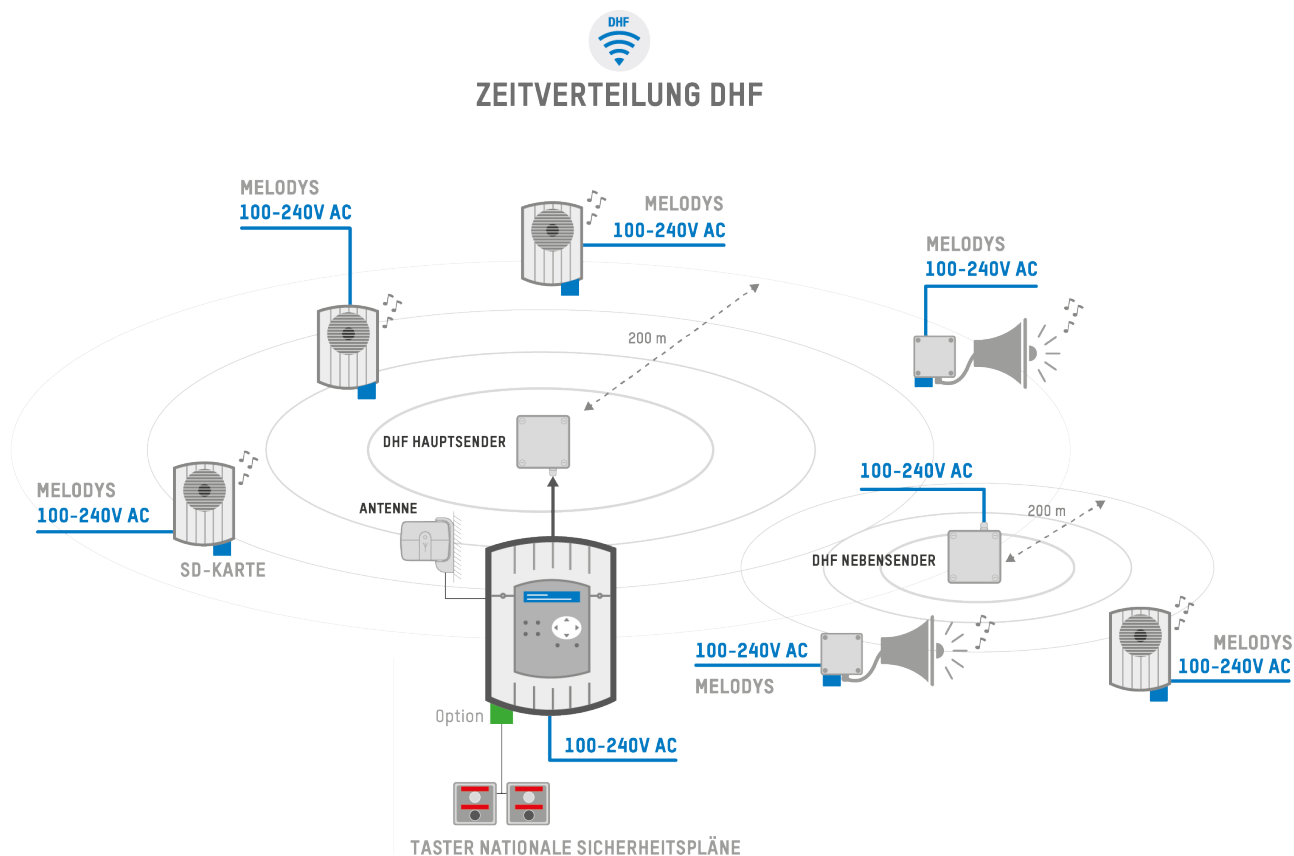 DHF
ZEITVERTEILUNG DHF
MELODYS
100-240V AC
MELODYS
100-240V AC
MELODYS
100-240V AC
200 m
DHF HAUPTSENDER
MELODYS
100-240V AC
SD-KARTE
ANTENNE
100-240V AC
200 m
DHF NEBENSENDER
100-240V AC
MELODYS
MELODYS
100-240V AC
Option
100-240V AC
TASTER NATIONALE SICHERHEITSPLÄNE